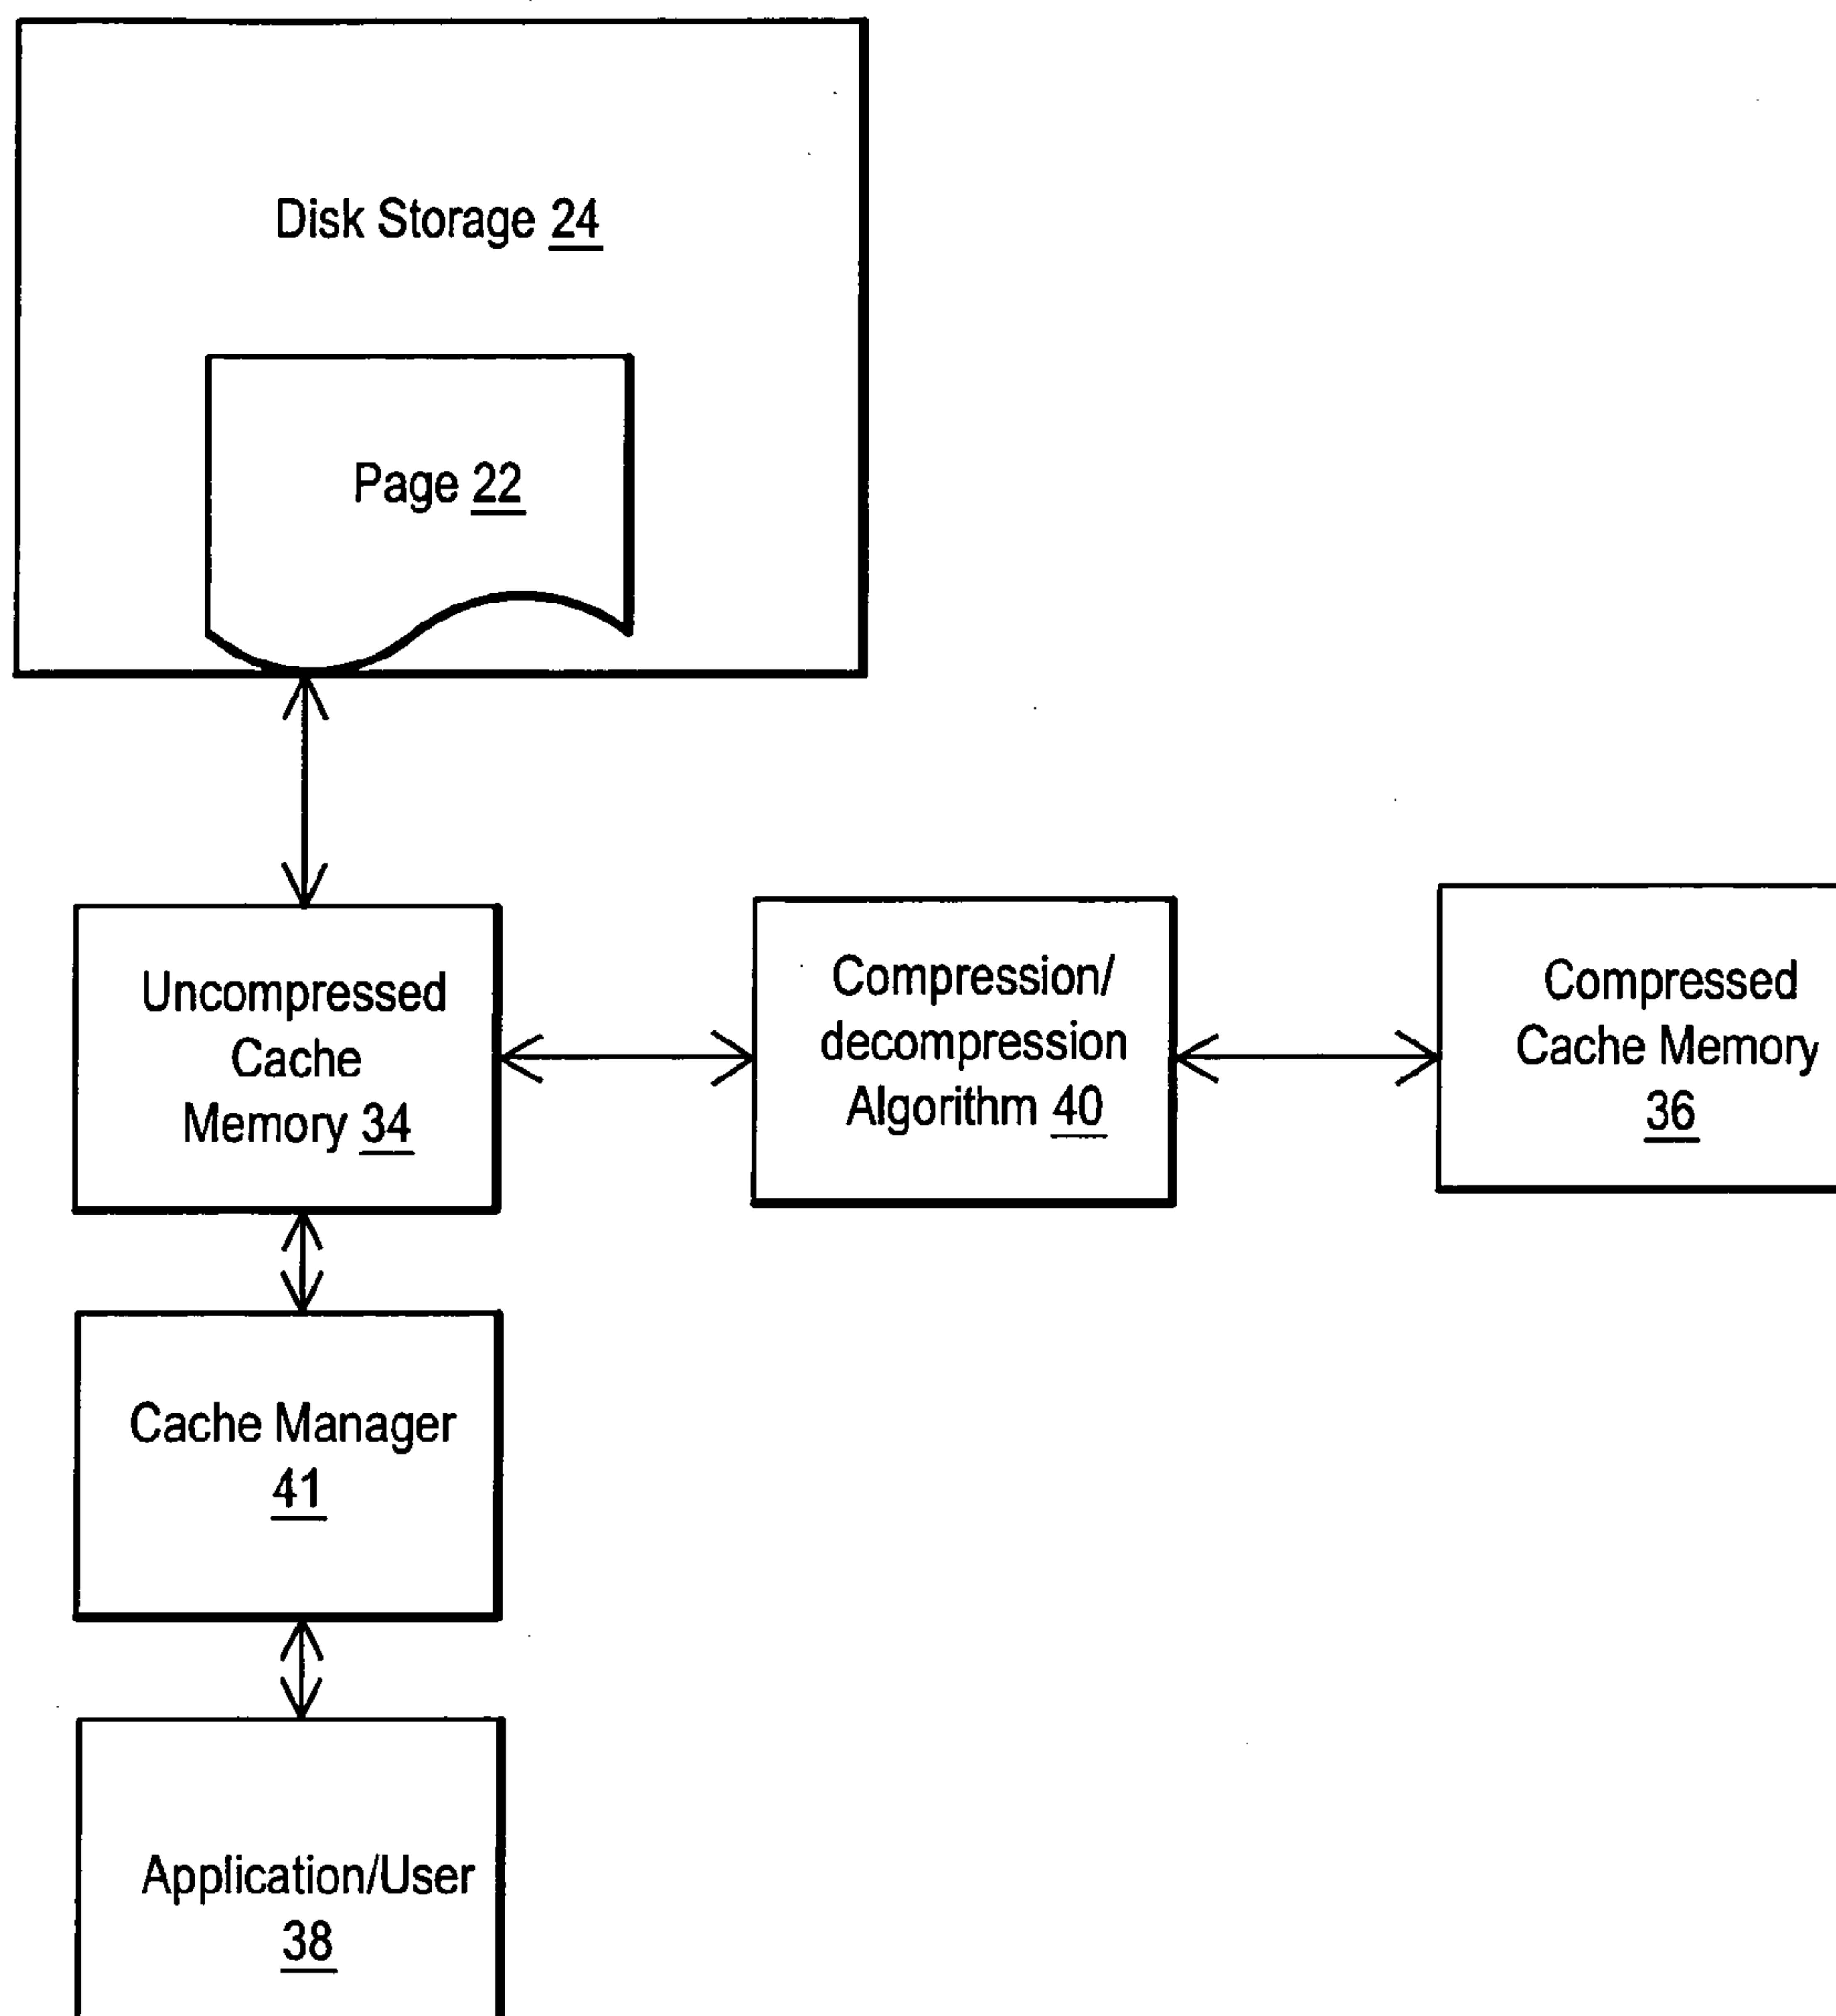 Disk Storage 24
Page 22
Uncompressed
Cache
Memory 34
Compression/
decompression
Algorithm 40
Compressed
Cache Memory
36
Cache Manager
41
Application/User
38